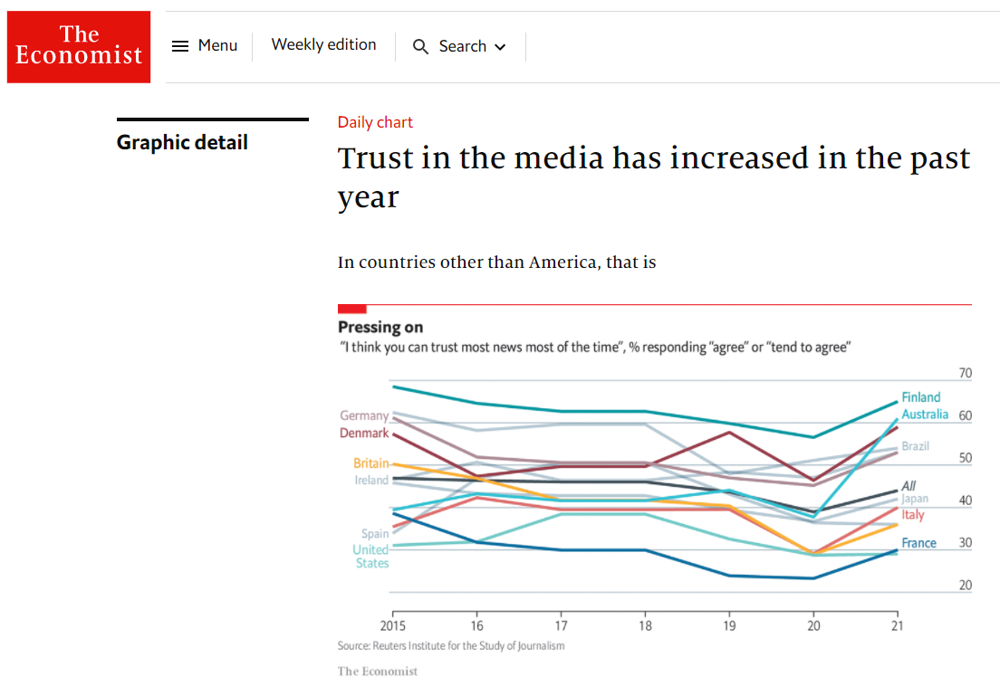 The
Economist
Menu
Weekly edition
Search
Graphic detail
Daily chart
Trust in the media has increased in the past
year
In countries other than America, that is
Pressing on
“I think you can trust most news most of the time”, % responding “agree” or “tend to agree”
70
Finland
Australia
60
Germany
Denmark
Brazil
50
Britain
Ireland
All
Japan
40
Italy
Spain
United
States
France
30
20
2015 16 17 18 19 20 21
Source: Reuters Institute for the Study of Journalism
The Economist